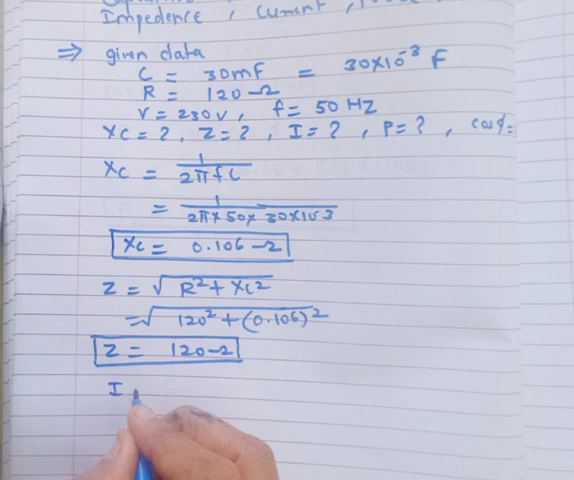 Impedence, Current,
⇒ given data
C = 30mF = 30×10⁻³ F
R = 120 Ω
V = 230V, f = 50 HZ
XC = ?, Z = ?, I = ?, P = ?, cosφ =
XC = 1 / 2πfC
= 1 / 2π×50×30×10⁻³
XC = 0.106 Ω
Z = √R²+XC²
= √120²+(0.106)²
Z = 120 Ω
I